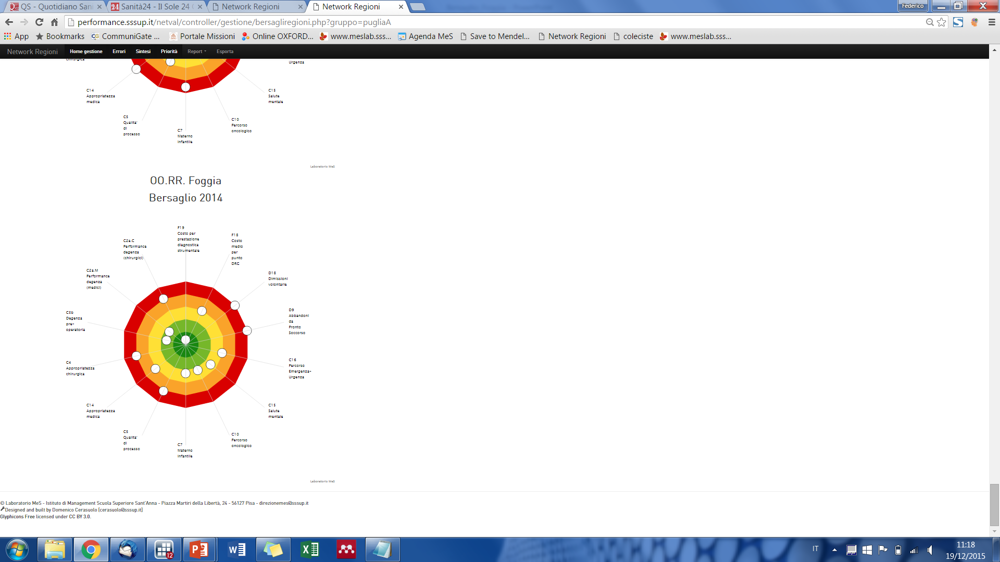 QS - Quotidiano Sani
Sanità24 - Il Sole 24
Network Regioni
Network Regioni
Federico
performance.sssup.it/netval/controller/gestione/bersagliregioni.php?gruppo=pugliaA
App
Bookmarks
CommuniGate ...
Portale Missioni
Online OXFORD...
www.meslab.sss...
Agenda MeS
Save to Mendel...
Network Regioni
coleciste
www.meslab.sss...
Network Regioni
Home gestione
Errori
Sintesi
Priorità
Report
Esporta
chirurgica
Urgenza
C14
Appropriatezza
medica
C15
Salute
mentale
C5
Qualita'
di
processo
C10
Percorso
oncologico
C7
Materno
infantile
Laboratorio MeS
OO.RR. Foggia
Bersaglio 2014
F19
Costo per
prestazione
diagnostica
strumentale
F18
Costo
medio
per
punto
DRG
C2a.C
Performance
degenza
(chirurgici)
C2a.M
Performance
degenza
(medici)
D18
Dimissioni
volontarie
C3b
Degenza
pre-
operatoria
D9
Abbandoni
da
Pronto
Soccorso
C4
Appropriatezza
chirurgica
C16
Percorso
Emergenza-
Urgenza
C14
Appropriatezza
medica
C15
Salute
mentale
C5
Qualita'
di
processo
C10
Percorso
oncologico
C7
Materno
infantile
Laboratorio MeS
© Laboratorio MeS - Istituto di Management Scuola Superiore Sant'Anna - Piazza Martiri della Libertà, 24 - 56127 Pisa - direzionemes@sssup.it
Designed and built by Domenico Cerasuolo [cerasuolo@sssup.it]
Glyphicons Free licensed under CC BY 3.0.
12
IT
11:18
19/12/2015